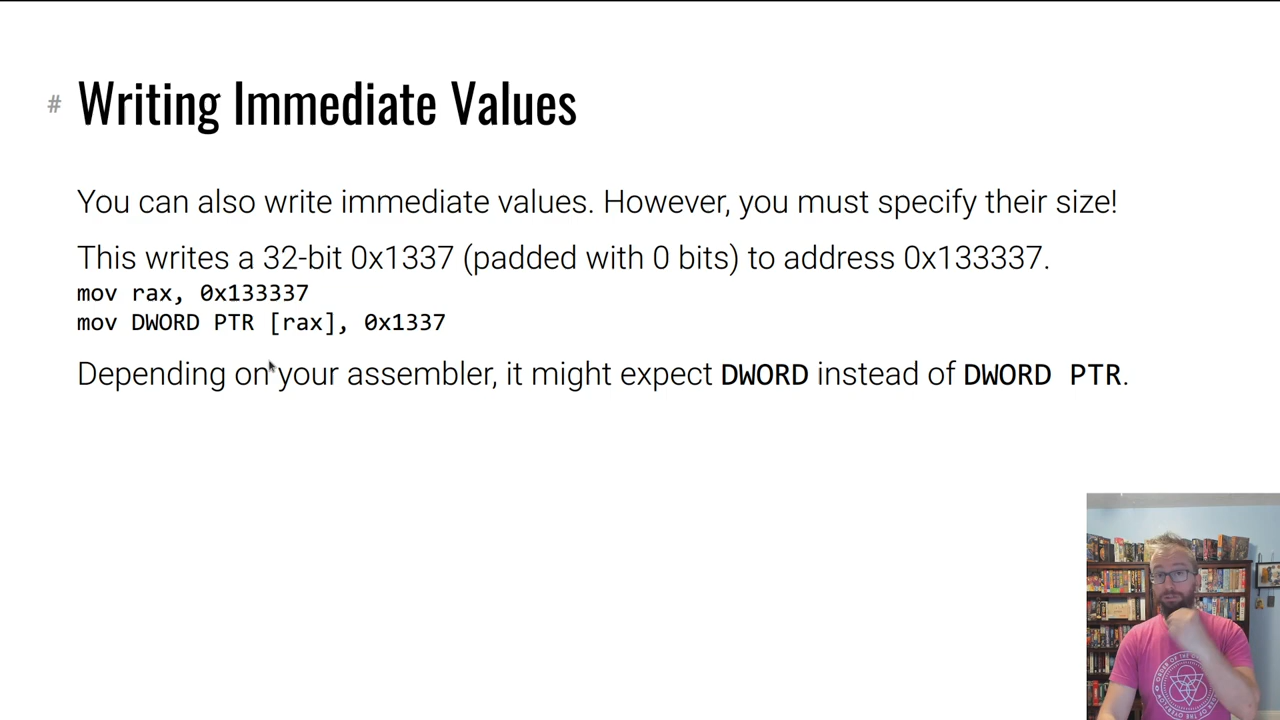 # Writing Immediate Values
You can also write immediate values. However, you must specify their size!
This writes a 32-bit 0x1337 (padded with 0 bits) to address 0x133337.
mov rax, 0x133337
mov DWORD PTR [rax], 0x1337
Depending on your assembler, it might expect DWORD instead of DWORD PTR.